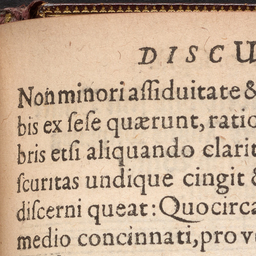 DISCU
Non minori aſſiduitate &
bis ex ſeſe quærunt, ratio
bris etſi aliquando clarit
ſcuritas undique cingit &
diſcerni queat: Quocirca
medio concinnati, pro v